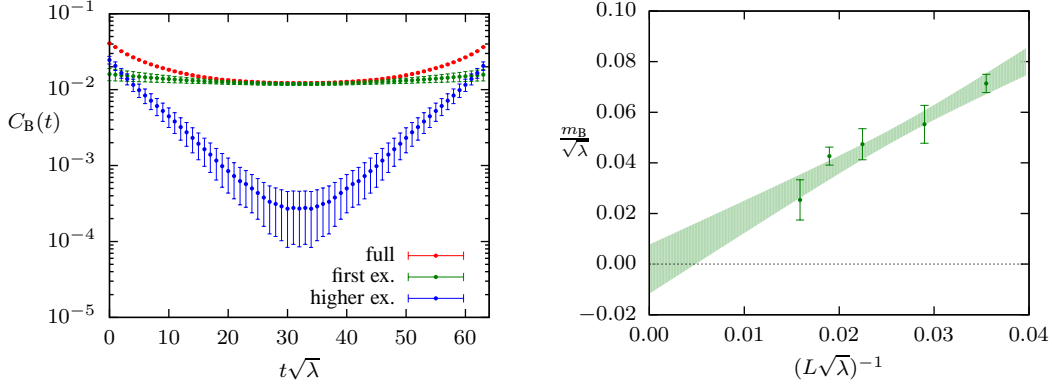 10⁻¹
10⁻²
10⁻³
10⁻⁴
10⁻⁵
C_B(t)
full
first ex.
higher ex.
0 10 20 30 40 50 60
t√λ
0.10
0.08
0.06
0.04
0.02
0.00
−0.02
m_B/√λ
0.00 0.01 0.02 0.03 0.04
(L√λ)⁻¹